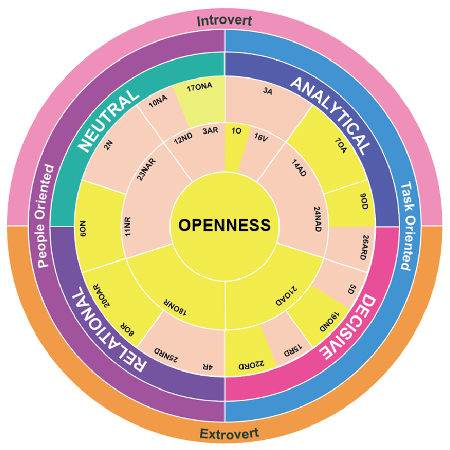 Introvert
People Oriented
Task Oriented
NEUTRAL
ANALYTICAL
2N
10NA
17ONA
3A
7OA
9OD
26ARD
5D
19OND
15RD
22ORD
4R
25NRD
8OR
20OAR
6ON
23NAR
12ND
3AR
1O
16V
14AD
24NAD
21OAD
18ONR
11NR
OPENNESS
RELATIONAL
DECISIVE
Extrovert